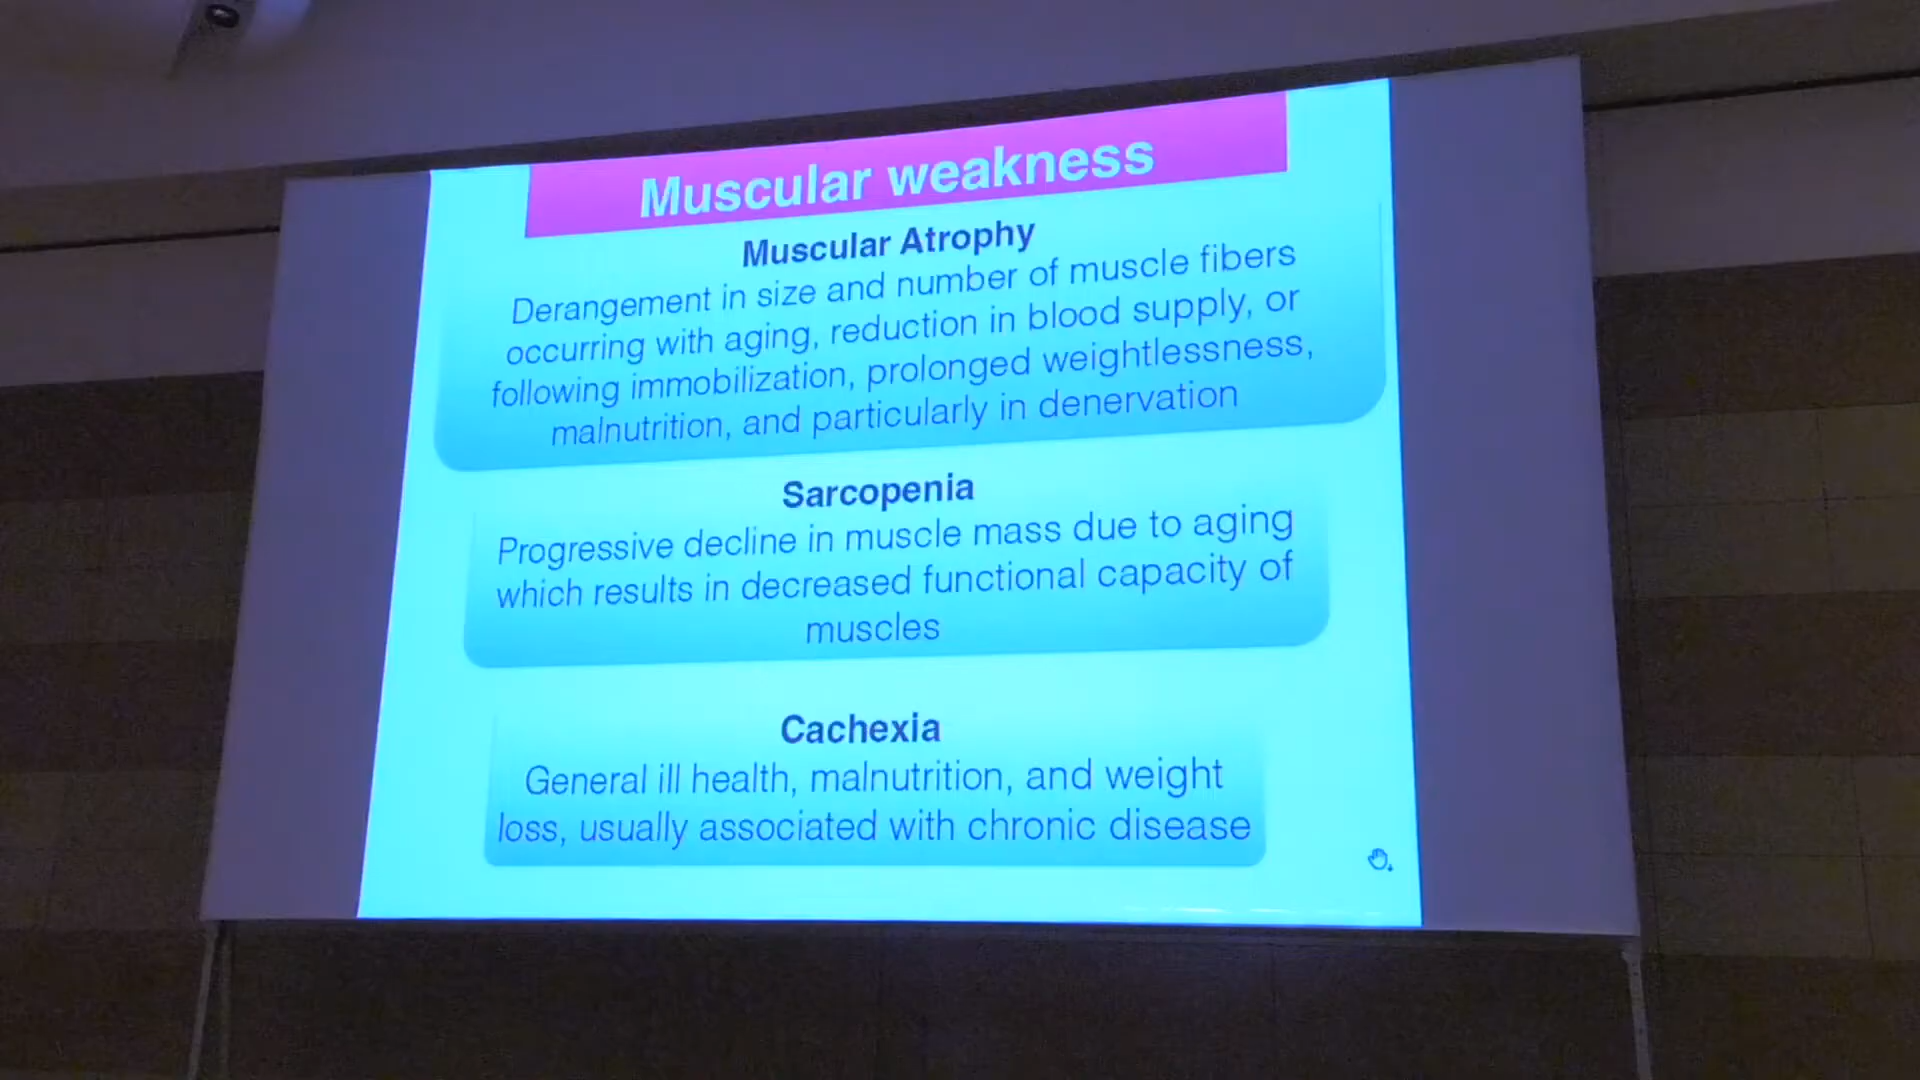 Muscular weakness
Muscular Atrophy
Derangement in size and number of muscle fibers
occurring with aging, reduction in blood supply, or
following immobilization, prolonged weightlessness,
malnutrition, and particularly in denervation
Sarcopenia
Progressive decline in muscle mass due to aging
which results in decreased functional capacity of
muscles
Cachexia
General ill health, malnutrition, and weight
loss, usually associated with chronic disease